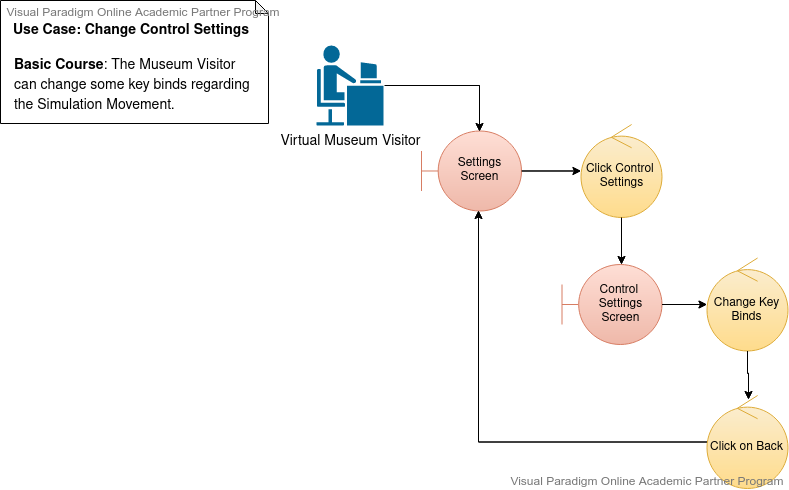 Visual Paradigm Online Academic Partner Program
Use Case: Change Control Settings
Basic Course: The Museum Visitor
can change some key binds regarding
the Simulation Movement.
Virtual Museum Visitor
Settings
Screen
Click Control
Settings
Control
Settings
Screen
Change Key
Binds
Click on Back
Visual Paradigm Online Academic Partner Program